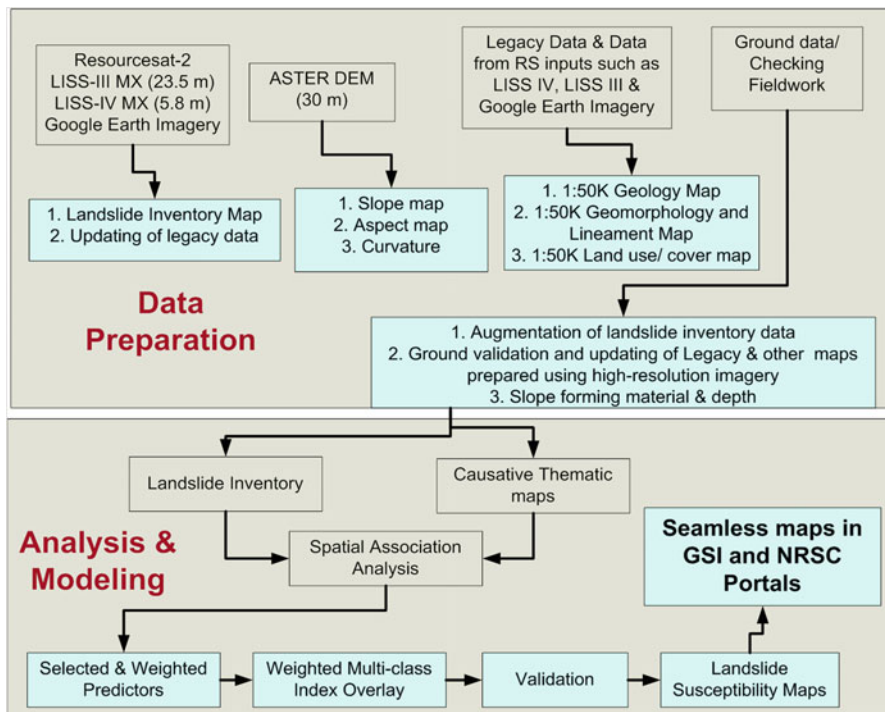 Resourcesat-2
LISS-III MX (23.5 m)
LISS-IV MX (5.8 m)
Google Earth Imagery
ASTER DEM
(30 m)
Legacy Data & Data
from RS inputs such as
LISS IV, LISS III &
Google Earth Imagery
Ground data/
Checking
Fieldwork
1. Landslide Inventory Map
2. Updating of legacy data
1. Slope map
2. Aspect map
3. Curvature
1. 1:50K Geology Map
2. 1:50K Geomorphology and
Lineament Map
3. 1:50K Land use/ cover map
Data
Preparation
1. Augmentation of landslide inventory data
2. Ground validation and updating of Legacy & other maps
prepared using high-resolution imagery
3. Slope forming material & depth
Landslide Inventory
Causative Thematic
maps
Analysis &
Modeling
Spatial Association
Analysis
Seamless maps in
GSI and NRSC
Portals
Selected & Weighted
Predictors
Weighted Multi-class
Index Overlay
Validation
Landslide
Susceptibility Maps